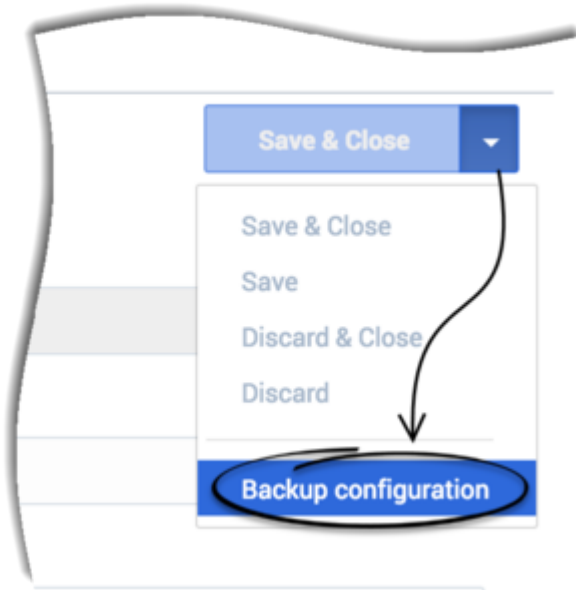 Save & Close
Save & Close
Save
Discard & Close
Discard
Backup configuration